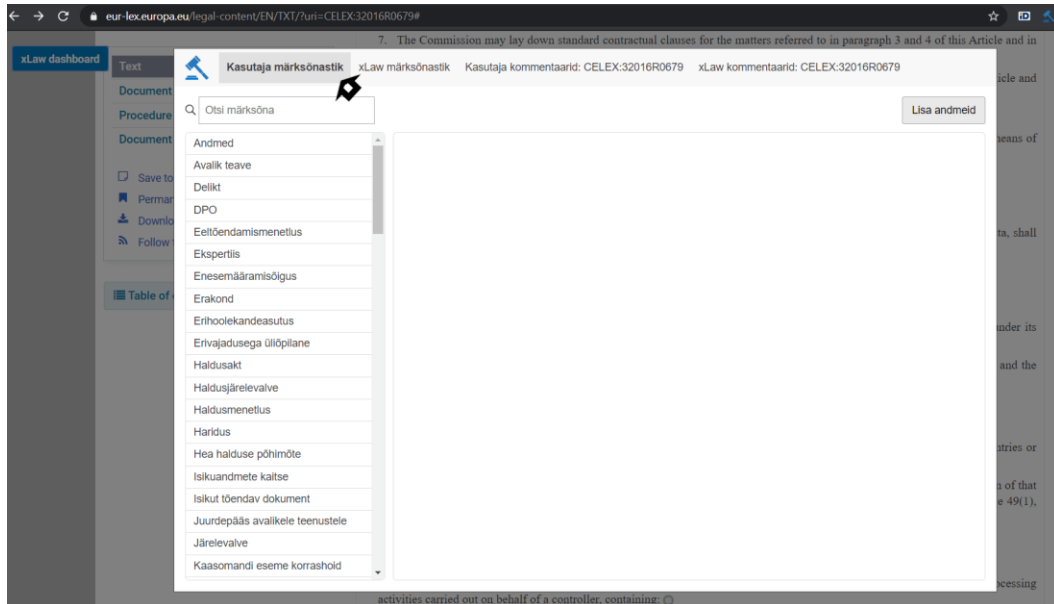 eur-lex.europa.eu/legal-content/EN/TXT/?uri=CELEX:32016R0679#
7. The Commission may lay down standard contractual clauses for the matters referred to in paragraph 3 and 4 of this Article and in
xLaw dashboard
Text
Kasutaja märksõnastik xLaw märksõnastik Kasutaja kommentaarid: CELEX:32016R0679 xLaw kommentaarid: CELEX:32016R0679
icle and
Document
Otsi märksõna
Lisa andmeid
Procedure
Document
Andmed
means of
Avalik teave
Save to
Delikt
Permar
DPO
Downlo
Eeltõendamismenetlus
ta, shall
Follow
Ekspertiis
Enesemääramisõigus
Table of
Erakond
Erihoolekandeasutus
under its
Erivajadusega üliõpilane
Haldusakt
and the
Haldusjärelevalve
Haldusmenetlus
Haridus
Hea halduse põhimõte
ntries or
Isikuandmete kaitse
n of that
Isikut tõendav dokument
e 49(1),
Juurdepääs avalikele teenustele
Järelevalve
Kaasomandi eseme korrashoid
ocessing
activities carried out on behalf of a controller, containing: